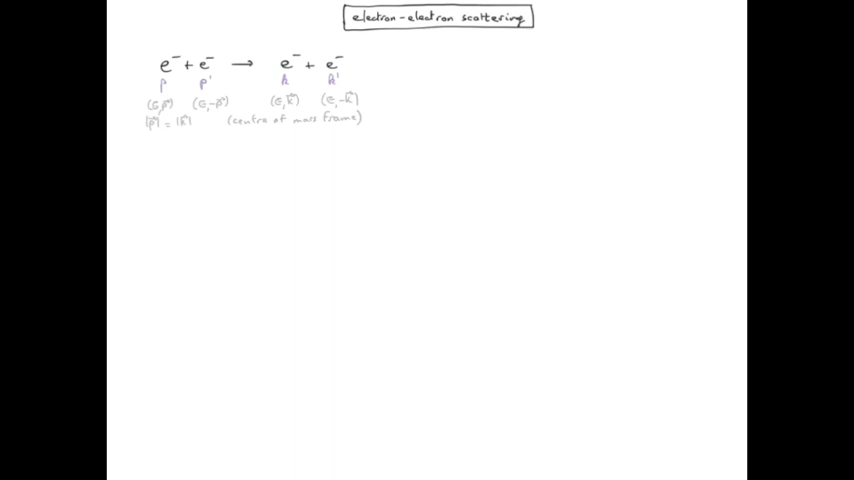 electron-electron scattering
e⁻ + e⁻ → e⁻ + e⁻
p p' k k'
(E, p⃗) (E, -p⃗) (E, k⃗) (E, -k⃗)
|p⃗| = |k⃗| (centre of mass frame)